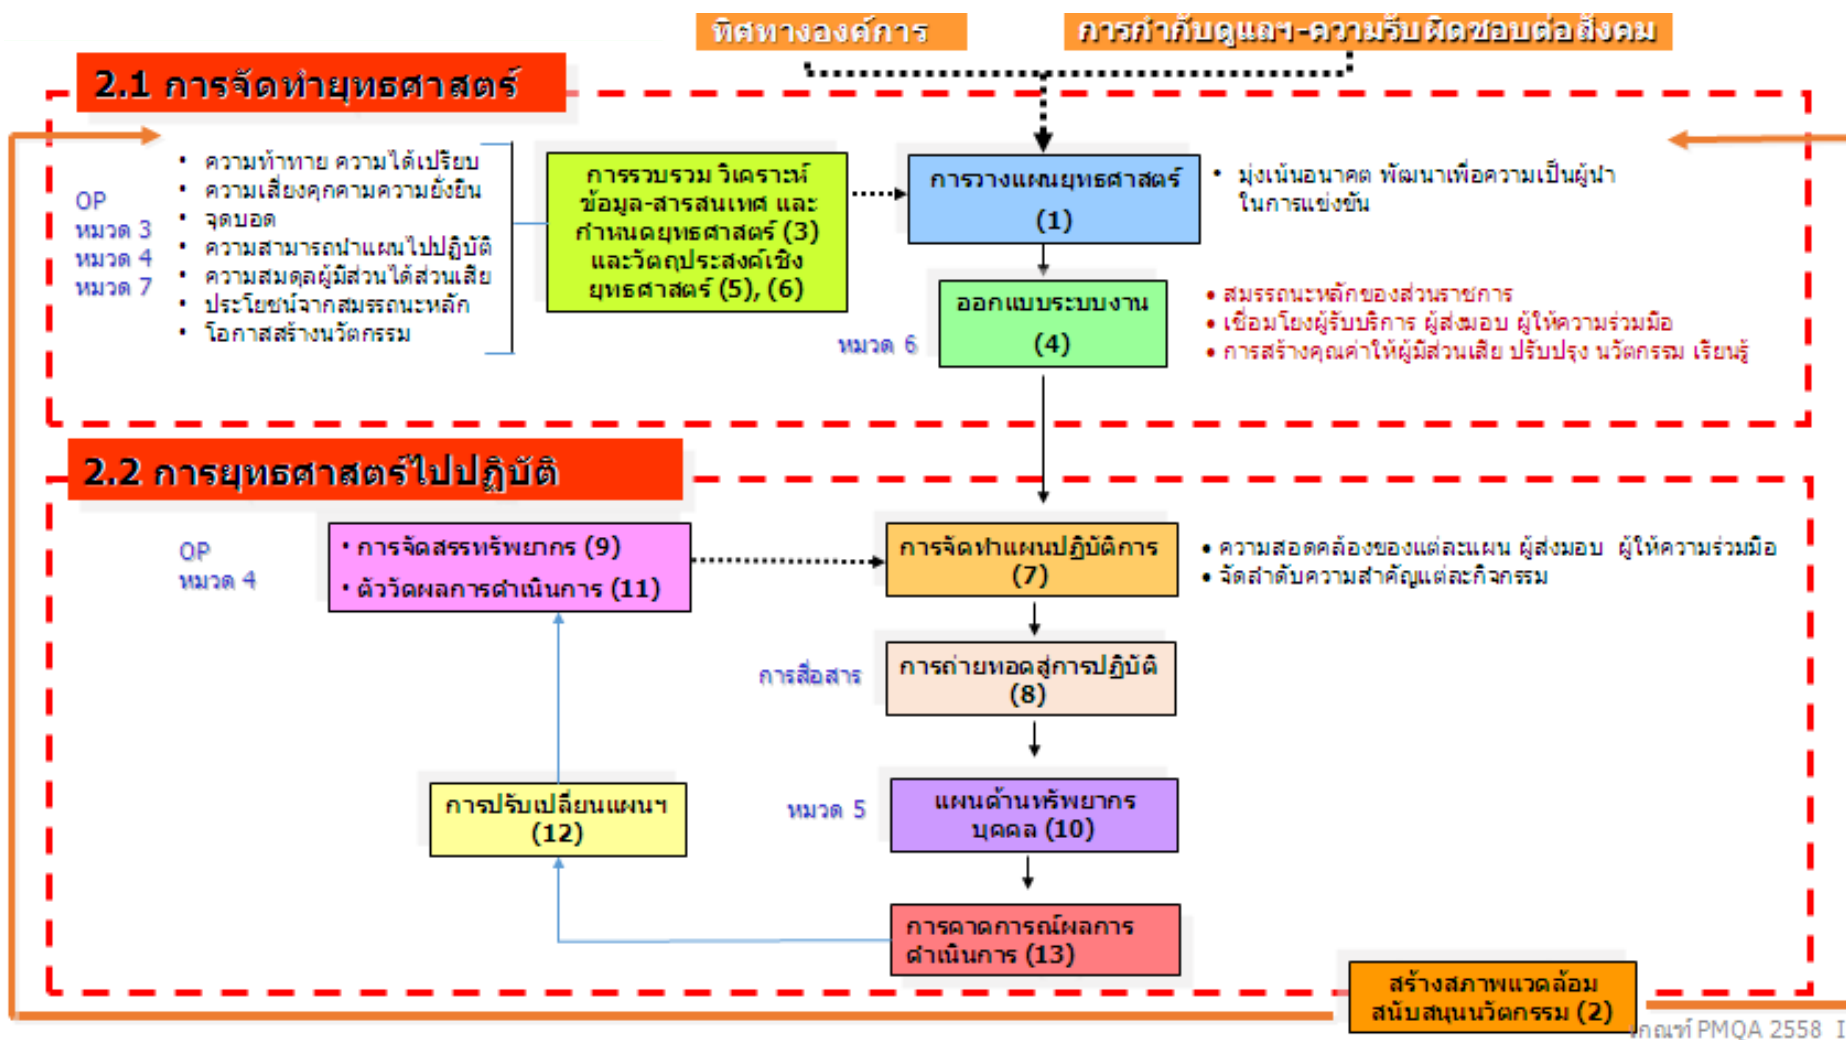 ทิศทางองค์การ
การกำกับดูแลฯ-ความรับผิดชอบต่อสังคม
2.1 การจัดทำยุทธศาสตร์
OP
หมวด 3
หมวด 4
หมวด 7
• ความท้าทาย ความได้เปรียบ
• ความเสี่ยงคุกคามความยั่งยืน
• จุดบอด
• ความสามารถนำแผนไปปฏิบัติ
• ความสมดุลผู้มีส่วนได้ส่วนเสีย
• ประโยชน์จากสมรรถนะหลัก
• โอกาสสร้างนวัตกรรม
การรวบรวม วิเคราะห์
ข้อมูล-สารสนเทศ และ
กำหนดยุทธศาสตร์ (3)
และวัตถุประสงค์เชิง
ยุทธศาสตร์ (5), (6)
การวางแผนยุทธศาสตร์
(1)
• มุ่งเน้นอนาคต พัฒนาเพื่อความเป็นผู้นำ
ในการแข่งขัน
หมวด 6
ออกแบบระบบงาน
(4)
• สมรรถนะหลักของส่วนราชการ
• เชื่อมโยงผู้รับบริการ ผู้ส่งมอบ ผู้ให้ความร่วมมือ
• การสร้างคุณค่าให้ผู้มีส่วนเสีย ปรับปรุง นวัตกรรม เรียนรู้
2.2 การยุทธศาสตร์ไปปฏิบัติ
OP
หมวด 4
• การจัดสรรทรัพยากร (9)
• ตัววัดผลการดำเนินการ (11)
การจัดทำแผนปฏิบัติการ
(7)
• ความสอดคล้องของแต่ละแผน ผู้ส่งมอบ ผู้ให้ความร่วมมือ
• จัดลำดับความสำคัญแต่ละกิจกรรม
การสื่อสาร
การถ่ายทอดสู่การปฏิบัติ
(8)
การปรับเปลี่ยนแผนฯ
(12)
หมวด 5
แผนด้านทรัพยากร
บุคคล (10)
การคาดการณ์ผลการ
ดำเนินการ (13)
สร้างสภาพแวดล้อม
สนับสนุนนวัตกรรม (2)
เกณฑ์ PMQA 2558